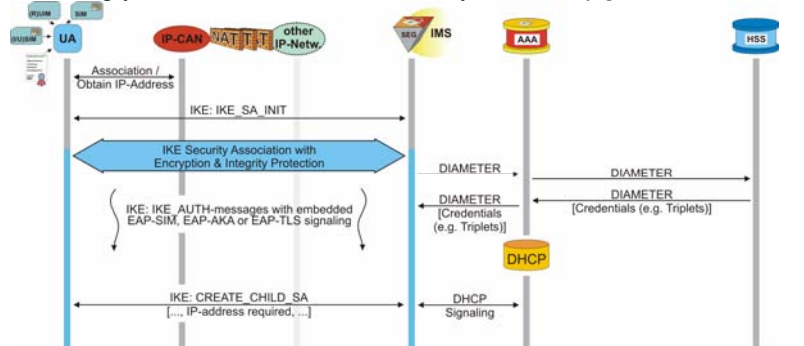 (R)UIM
SIM
(U)SIM
UA
IP-CAN
NAT
T
T
other
IP-Netw.
SEG
IMS
AAA
HSS
Association /
Obtain IP-Address
IKE: IKE_SA_INIT
IKE Security Association with
Encryption & Integrity Protection
DIAMETER
DIAMETER
DIAMETER
[Credentials
(e.g. Triplets)]
DIAMETER
[Credentials (e.g. Triplets)]
IKE: IKE_AUTH-messages with embedded
EAP-SIM, EAP-AKA or EAP-TLS signaling
DHCP
IKE: CREATE_CHILD_SA
[..., IP-address required, ...]
DHCP
Signaling